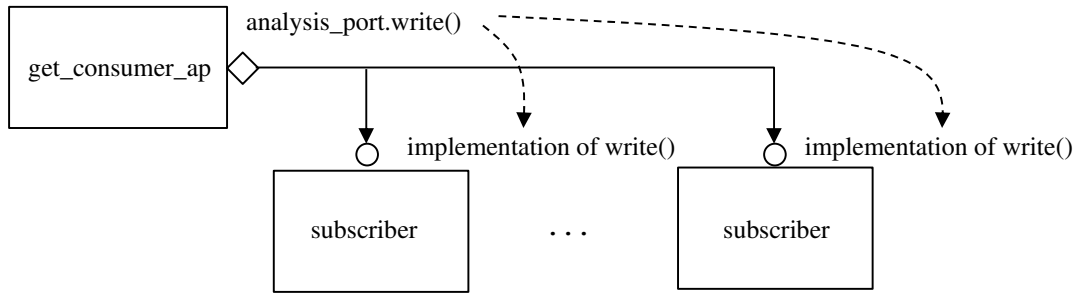 analysis_port.write()
get_consumer_ap
implementation of write()
implementation of write()
subscriber
. . .
subscriber